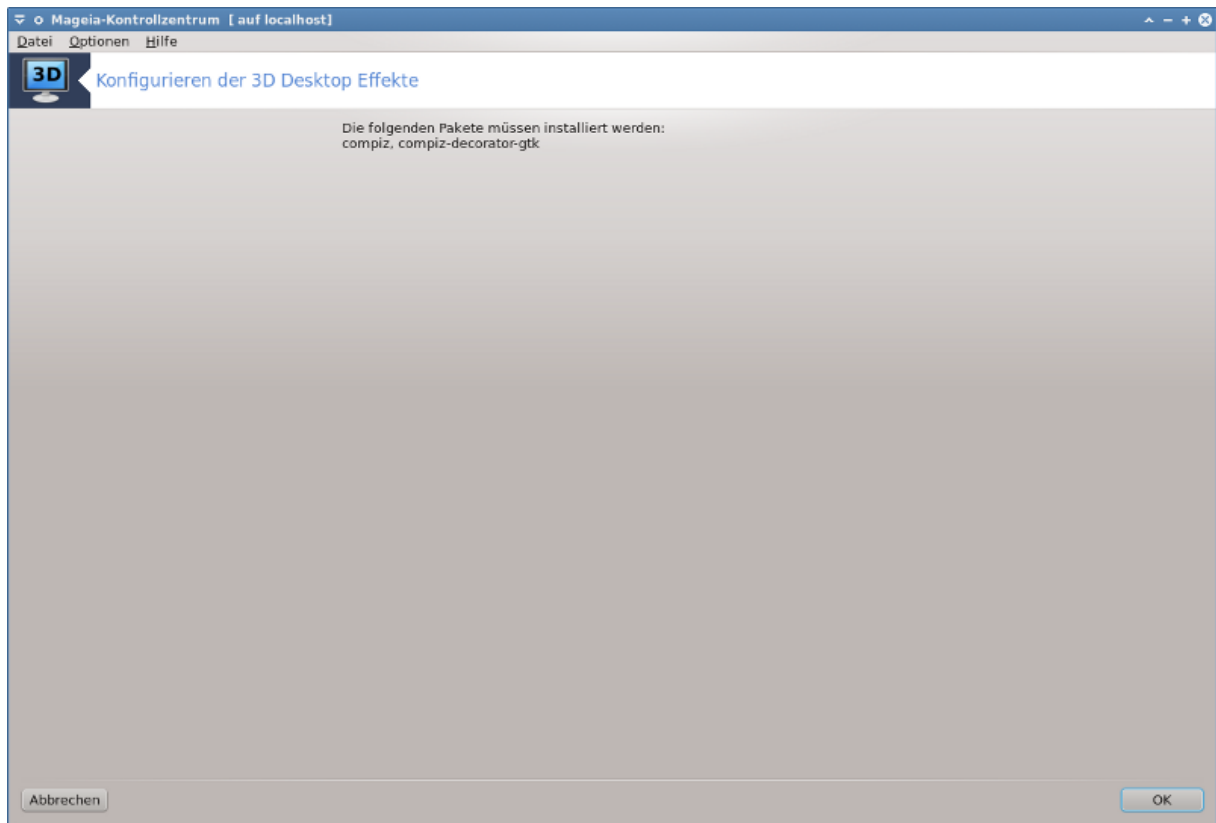 Mageia-Kontrollzentrum [ auf localhost]
Datei Optionen Hilfe
3D
Konfigurieren der 3D Desktop Effekte
Die folgenden Pakete müssen installiert werden:
compiz, compiz-decorator-gtk
Abbrechen
OK